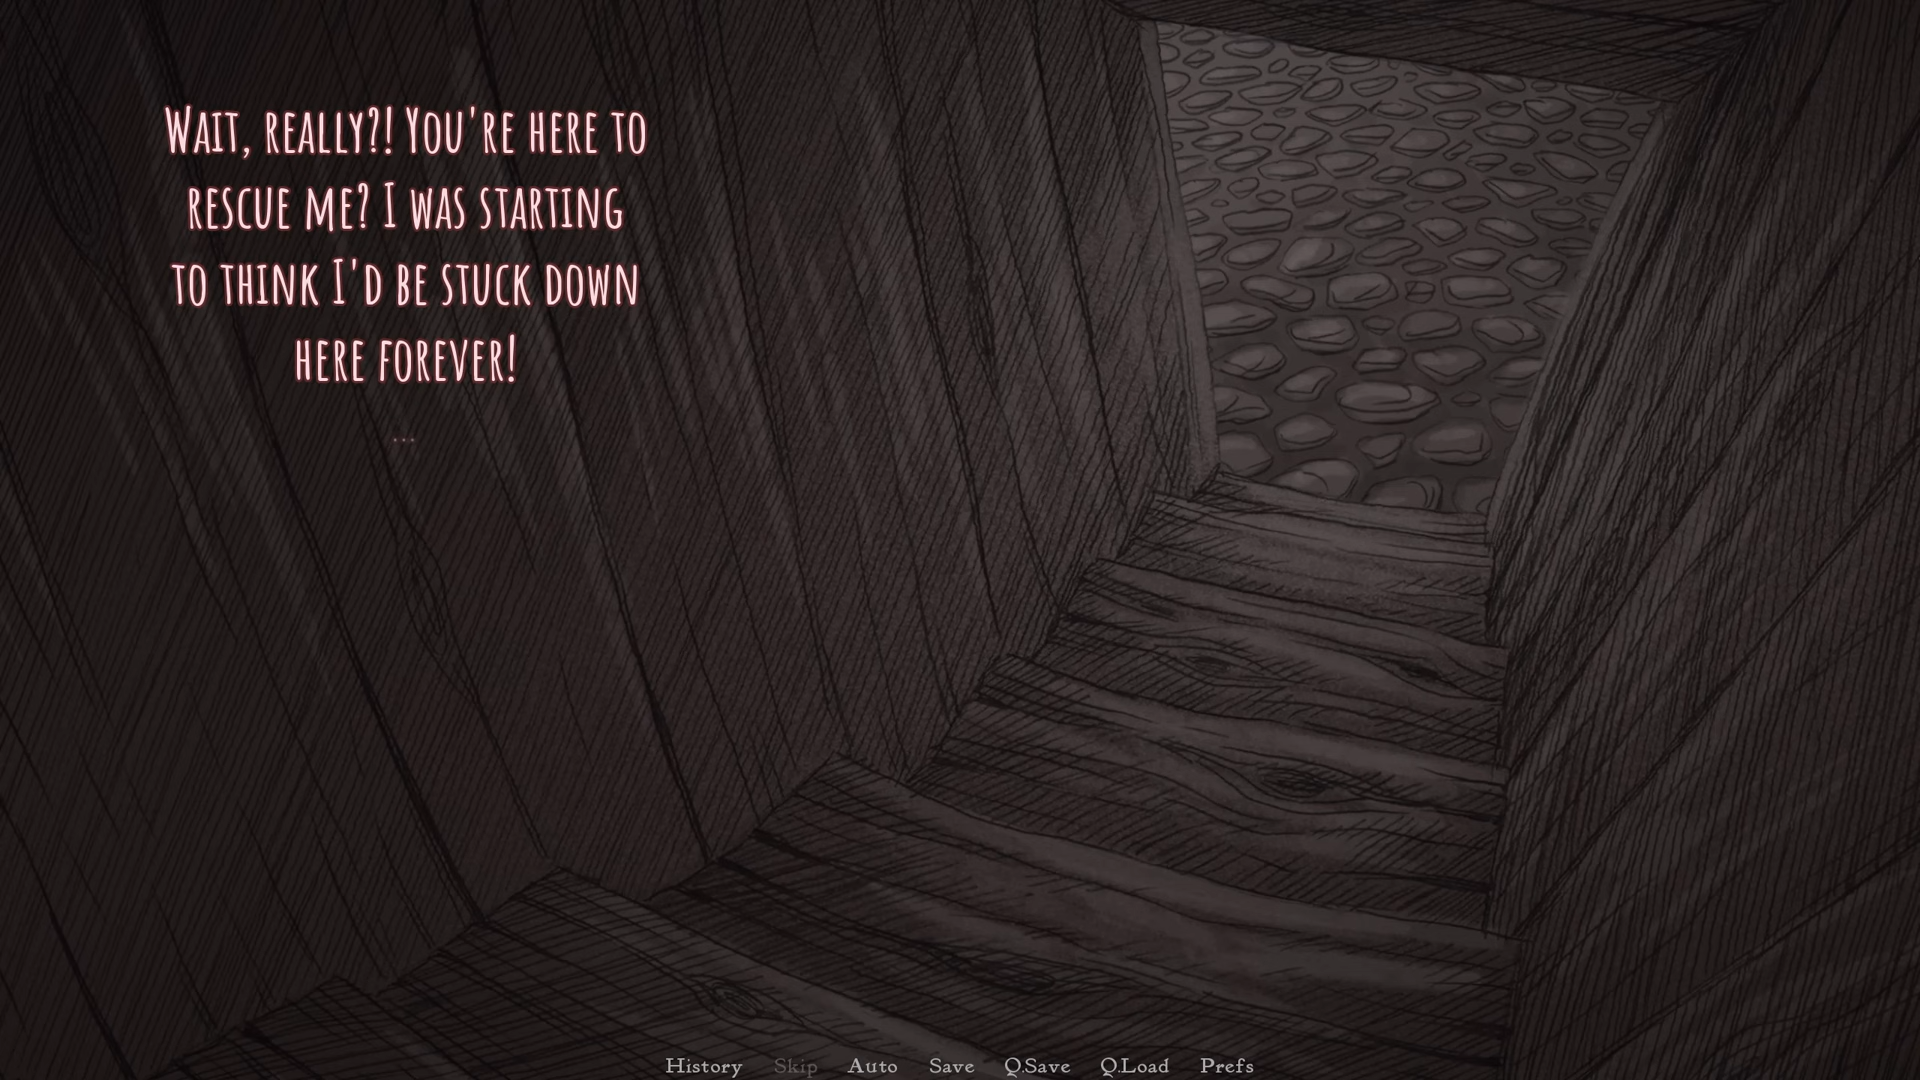 Wait, really?! You're here to
rescue me? I was starting
to think I'd be stuck down
here forever!
...
History Skip Auto Save Q.Save Q.Load Prefs